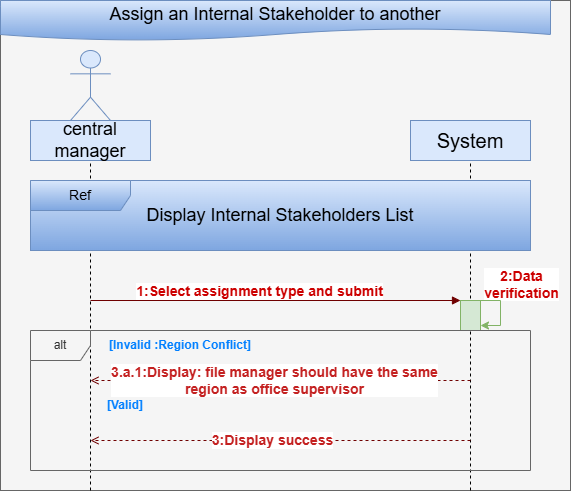 Assign an Internal Stakeholder to another
central
manager
System
Ref
Display Internal Stakeholders List
2:Data
verification
1:Select assignment type and submit
alt
[Invalid :Region Conflict]
3.a.1:Display: file manager should have the same
region as office supervisor
[Valid]
3:Display success